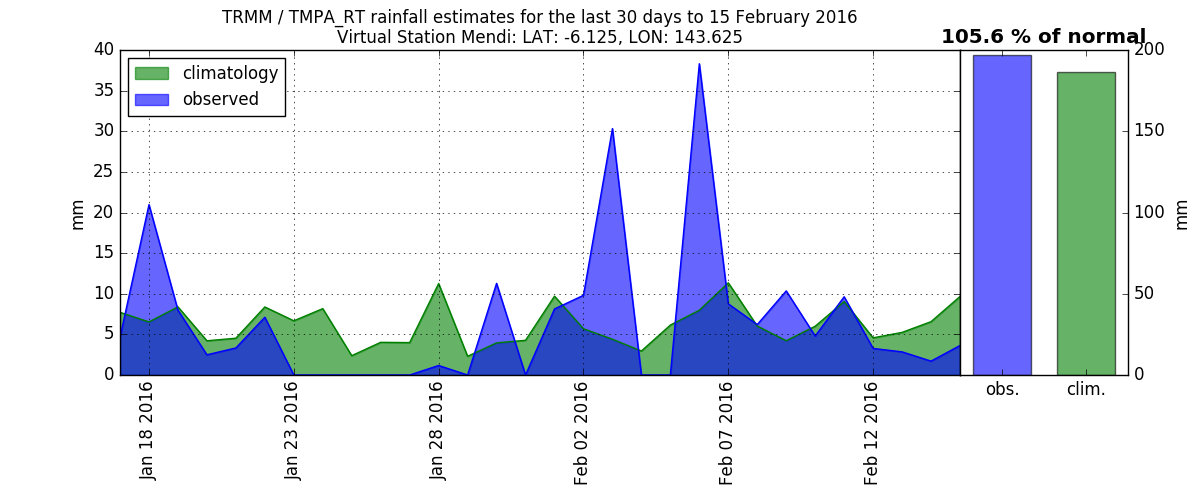 TRMM / TMPA_RT rainfall estimates for the last 30 days to 15 February 2016
Virtual Station Mendi: LAT: -6.125, LON: 143.625
105.6 % of normal
climatology
observed
40
35
30
25
20
15
10
5
0
mm
Jan 18 2016
Jan 23 2016
Jan 28 2016
Feb 02 2016
Feb 07 2016
Feb 12 2016
obs.
clim.
200
150
100
50
0
mm